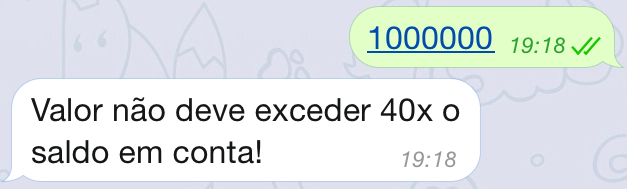 1000000 19:18
Valor não deve exceder 40x o
saldo em conta! 19:18